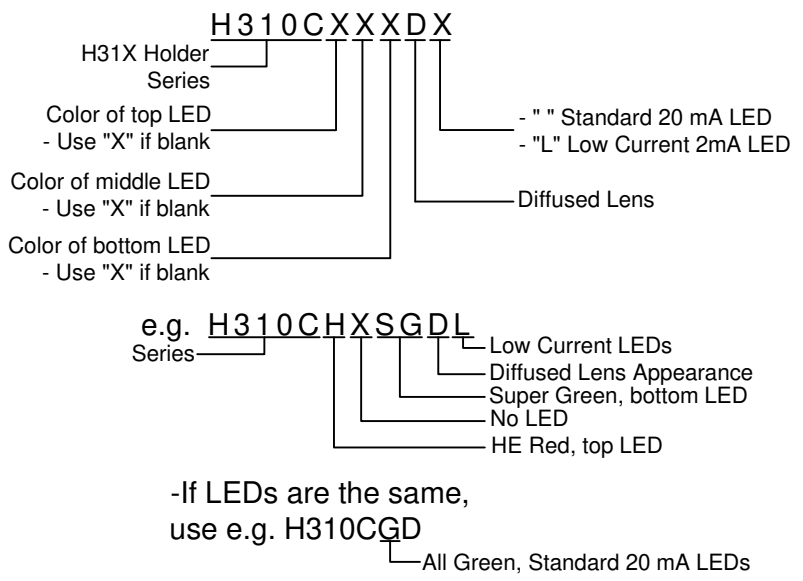 H310CXXXDX
H31X Holder
Series
Color of top LED
- Use "X" if blank
- " " Standard 20 mA LED
- "L" Low Current 2mA LED
Color of middle LED
- Use "X" if blank
Diffused Lens
Color of bottom LED
- Use "X" if blank
e.g. H310CHXSGDL
Series
Low Current LEDs
Diffused Lens Appearance
Super Green, bottom LED
No LED
HE Red, top LED
-If LEDs are the same,
use e.g. H310CGD
All Green, Standard 20 mA LEDs